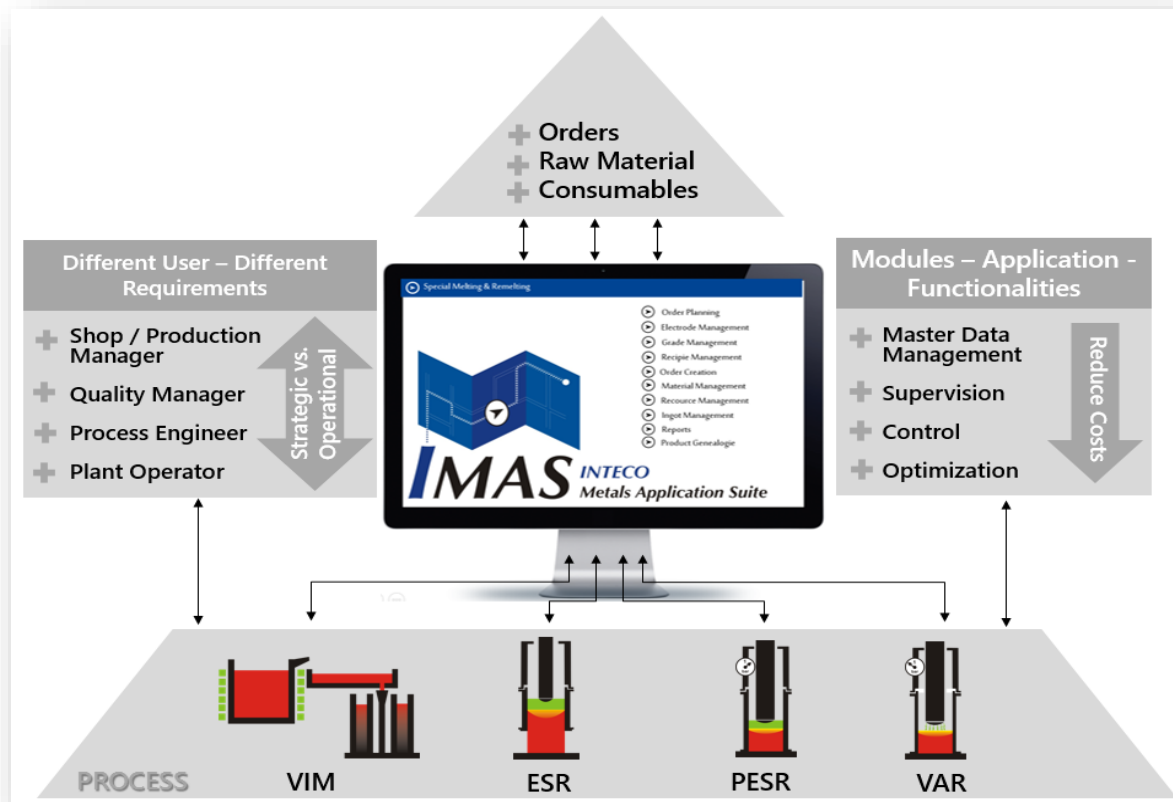 Orders
Raw Material
Consumables
Different User – Different
Requirements
Shop / Production
Manager
Quality Manager
Process Engineer
Plant Operator
Strategic vs.
Operational
Special Melting & Remelting
Order Planning
Electrode Management
Grade Management
Recipie Management
Order Creation
Material Management
Recource Management
Ingot Management
Reports
Product Genealogie
IMAS INTECO
Metals Application Suite
Modules – Application -
Functionalities
Master Data
Management
Supervision
Control
Optimization
Reduce Costs
PROCESS
VIM
ESR
PESR
VAR